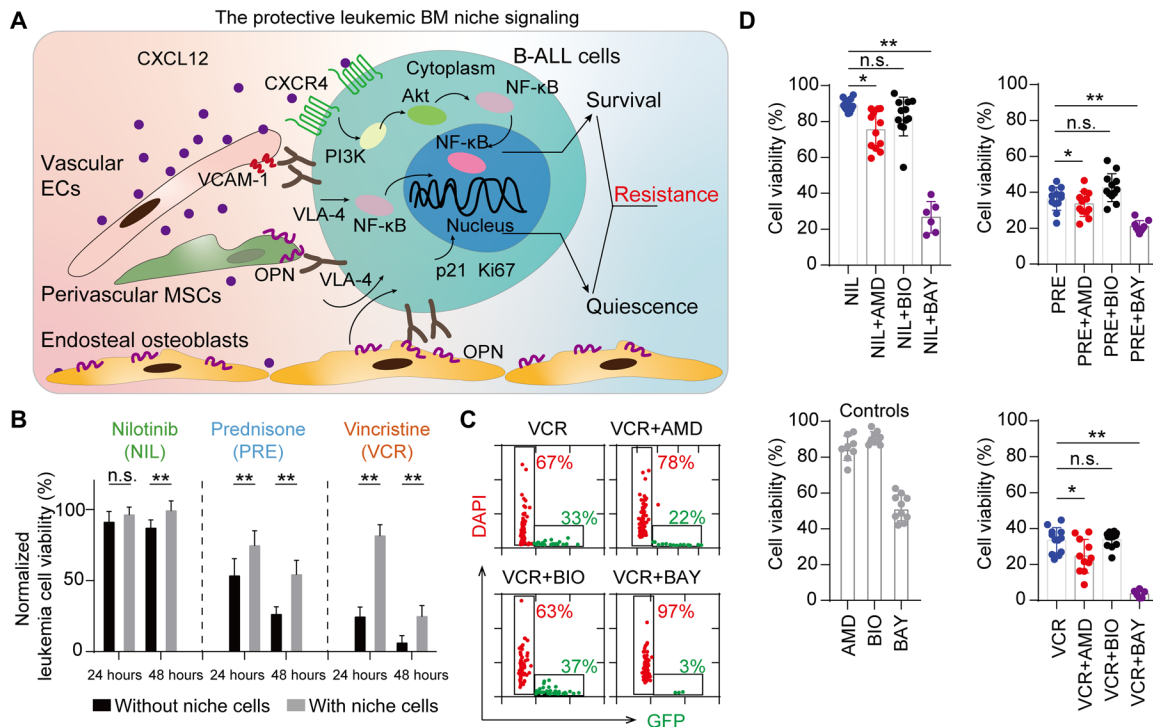 A
The protective leukemic BM niche signaling
CXCL12
B-ALL cells
CXCR4
Cytoplasm
Akt
NF-κB
Survival
PI3K
NF-κB
Vascular
ECs
VCAM-1
Resistance
VLA-4
NF-κB
Nucleus
OPN
VLA-4
p21 Ki67
Perivascular MSCs
Quiescence
Endosteal osteoblasts
OPN
B
Nilotinib
(NIL)
Prednisone
(PRE)
Vincristine
(VCR)
n.s.
**
**
**
**
**
Normalized
leukemia cell viability (%)
100
50
0
24 hours
48 hours
24 hours
48 hours
24 hours
48 hours
Without niche cells
With niche cells
C
VCR
VCR+AMD
67%
33%
78%
22%
VCR+BIO
VCR+BAY
63%
37%
97%
3%
DAPI
GFP
D
**
n.s.
*
Cell viability (%)
100
80
60
40
20
0
NIL
NIL+AMD
NIL+BIO
NIL+BAY
**
n.s.
*
Cell viability (%)
100
80
60
40
20
0
PRE
PRE+AMD
PRE+BIO
PRE+BAY
Controls
Cell viability (%)
100
80
60
40
20
0
AMD
BIO
BAY
**
n.s.
*
Cell viability (%)
100
80
60
40
20
0
VCR
VCR+AMD
VCR+BIO
VCR+BAY